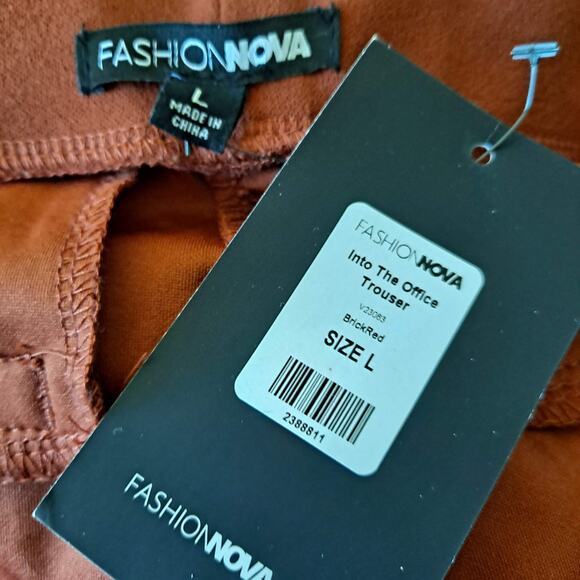 FASHIONNOVA
L
MADE IN
CHINA
FASHIONNOVA
Into The Office
Trouser
V23083
BrickRed
SIZE L
2388811
FASHIONNOVA